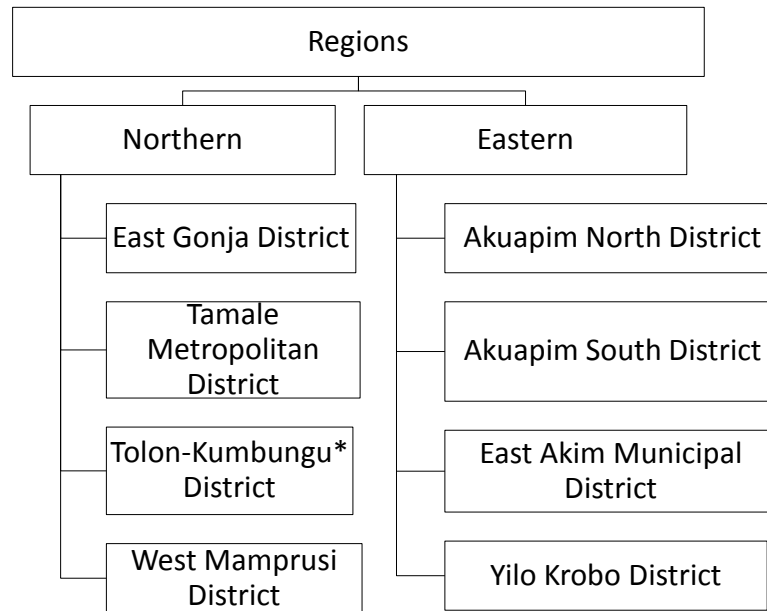 Regions
Northern
Eastern
East Gonja District
Tamale
Metropolitan
District
Tolon-Kumbungu*
District
West Mamprusi
District
Akuapim North District
Akuapim South District
East Akim Municipal
District
Yilo Krobo District